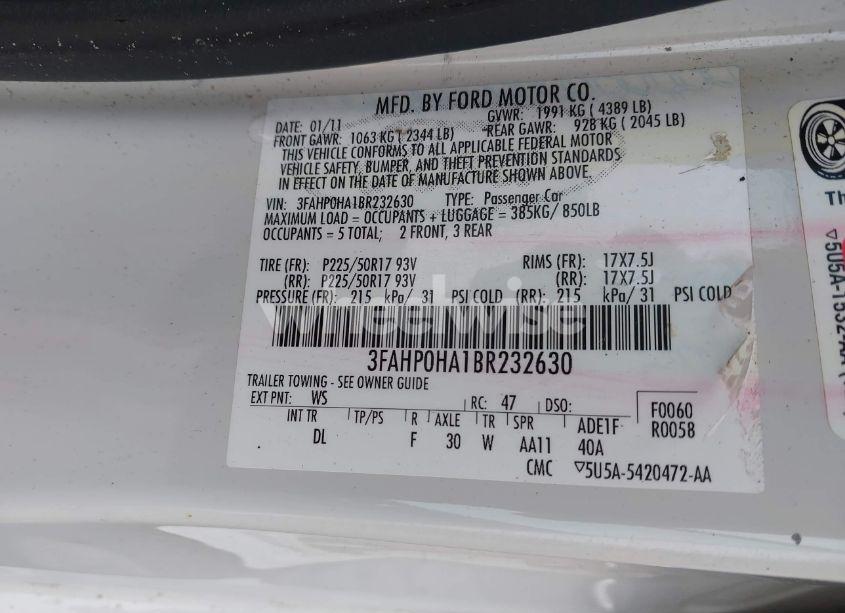 MFD. BY FORD MOTOR CO.
DATE: 01/11 GVWR: 1991 KG ( 4389 LB)
FRONT GAWR: 1063 KG ( 2344 LB) REAR GAWR: 928 KG ( 2045 LB)
THIS VEHICLE CONFORMS TO ALL APPLICABLE FEDERAL MOTOR
VEHICLE SAFETY, BUMPER, AND THEFT PREVENTION STANDARDS
IN EFFECT ON THE DATE OF MANUFACTURE SHOWN ABOVE.
VIN: 3FAHP0HA1BR232630 TYPE: Passenger Car
MAXIMUM LOAD = OCCUPANTS + LUGGAGE = 385KG/ 850LB
OCCUPANTS = 5 TOTAL; 2 FRONT, 3 REAR
TIRE (FR): P225/50R17 93V RIMS (FR): 17X7.5J
(RR): P225/50R17 93V (RR): 17X7.5J
PRESSURE (FR): 215 kPa/ 31 PSI COLD (RR): 215 kPa/ 31 PSI COLD
wheelwise
3FAHP0HA1BR232630
TRAILER TOWING - SEE OWNER GUIDE
EXT PNT: WS RC: 47 DSO: F0060
INT TR TP/PS R AXLE TR SPR ADE1F R0058
DL F 30 W AA11 40A
CMC ▽5U5A-5420472-AA
Th
▽5U5A-1532-AA